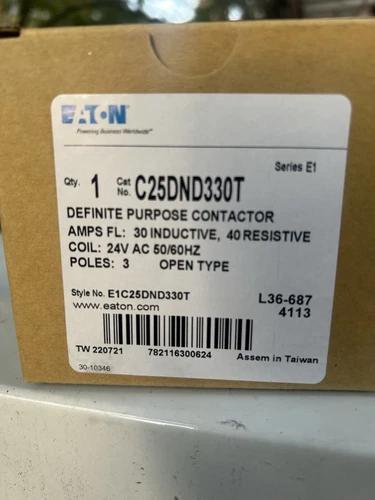 EATON
Powering Business Worldwide™
Series E1
Qty. 1 Cat No. C25DND330T
DEFINITE PURPOSE CONTACTOR
AMPS FL: 30 INDUCTIVE, 40 RESISTIVE
COIL: 24V AC 50/60HZ
POLES: 3 OPEN TYPE
Style No. E1C25DND330T
L36-687
www.eaton.com
4113
TW 220721 782116300624 Assem in Taiwan
30-10346